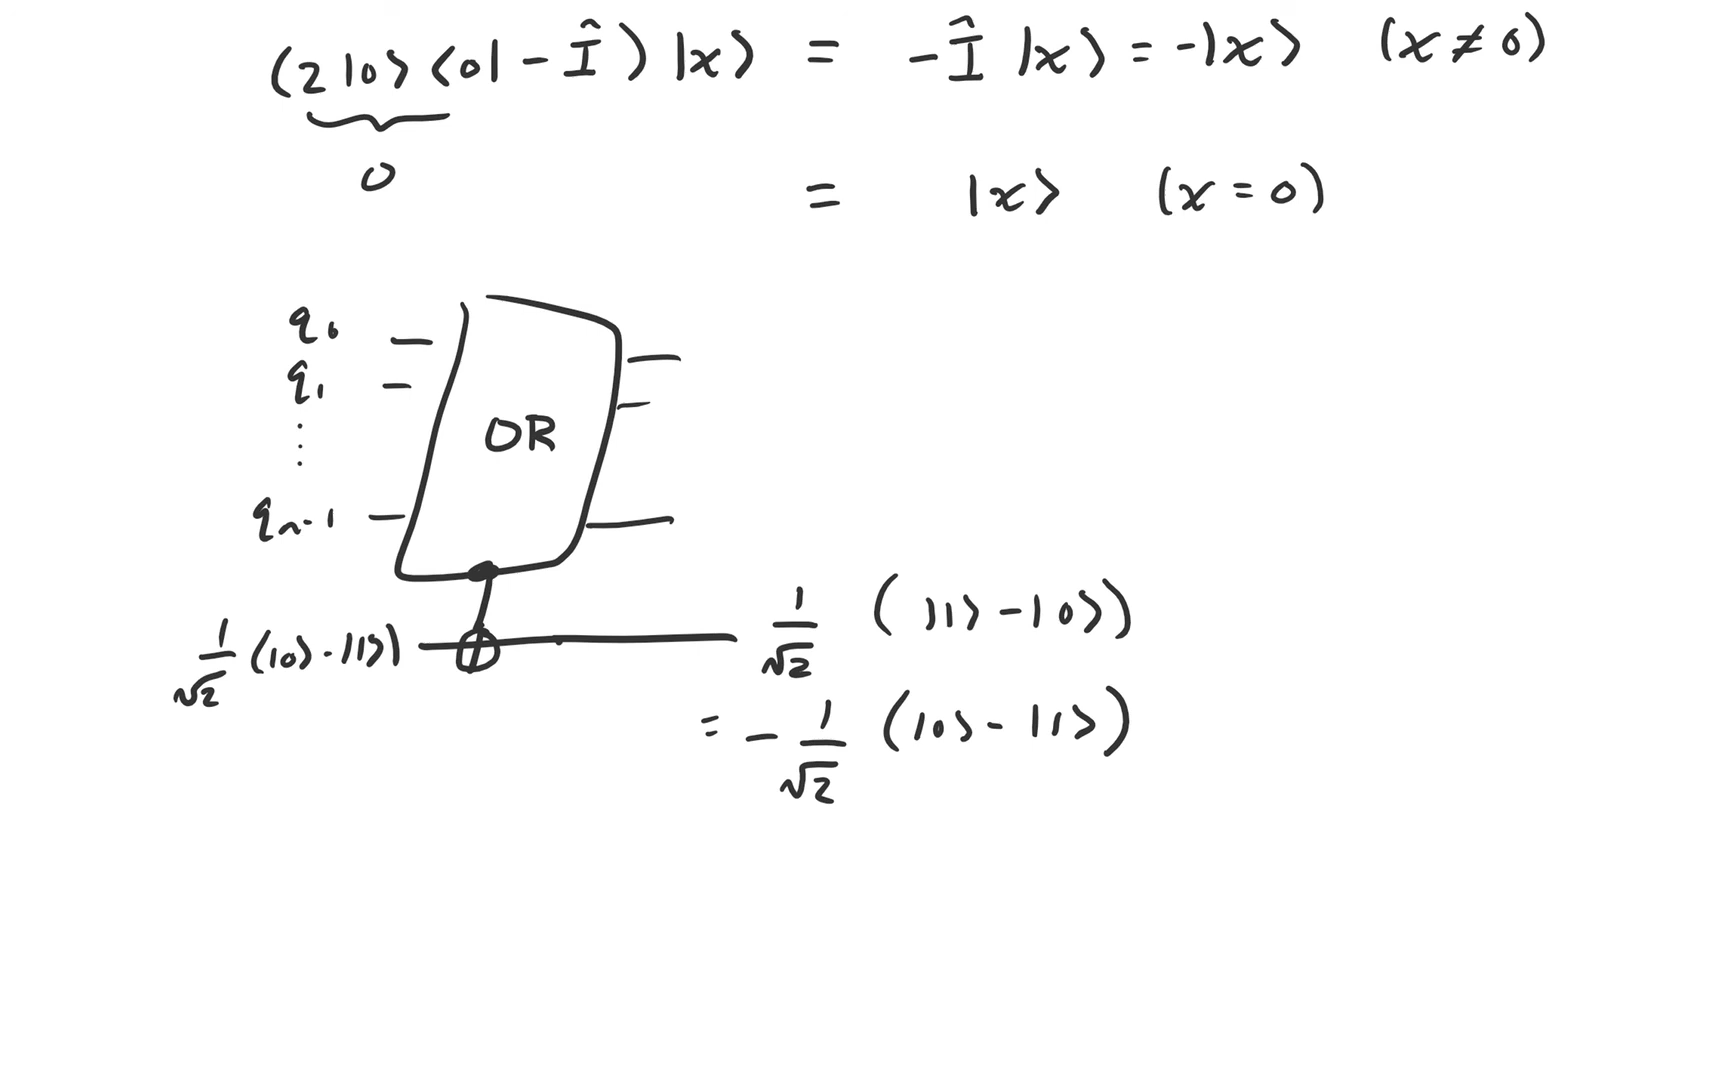 (2|0⟩⟨0| - Î)|x⟩ = -Î|x⟩ = -|x⟩ (x ≠ 0)
0
= |x⟩ (x = 0)
q₀
q₁
⋮
OR
qₙ₋₁
1/√2 (|0⟩ - |1⟩)
1/√2 (|1⟩ - |0⟩)
= - 1/√2 (|0⟩ - |1⟩)